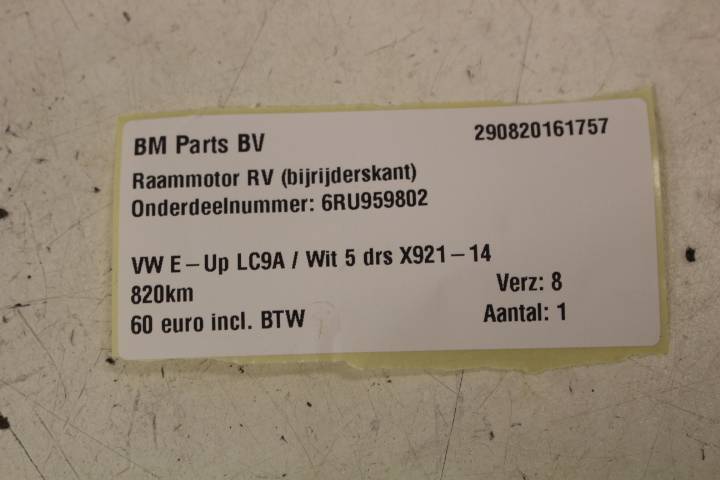 BM Parts BV
290820161757
Raammotor RV (bijrijderskant)
Onderdeelnummer: 6RU959802
VW E-Up LC9A / Wit 5 drs X921-14
820km
Verz: 8
60 euro incl. BTW
Aantal: 1